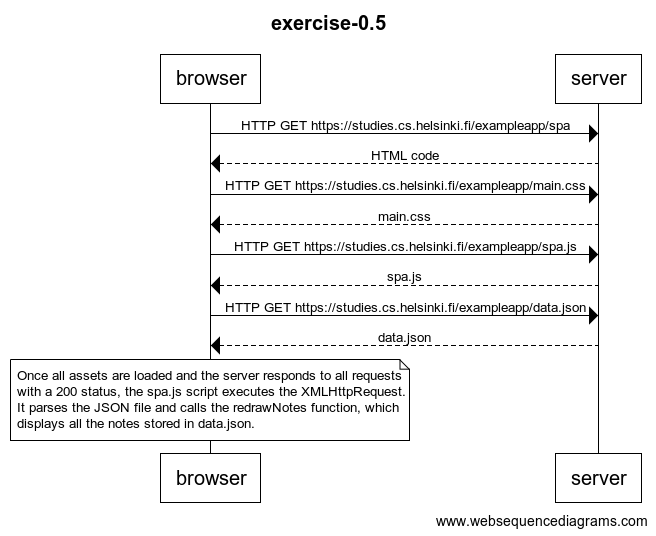 exercise-0.5
browser
server
HTTP GET https://studies.cs.helsinki.fi/exampleapp/spa
HTML code
HTTP GET https://studies.cs.helsinki.fi/exampleapp/main.css
main.css
HTTP GET https://studies.cs.helsinki.fi/exampleapp/spa.js
spa.js
HTTP GET https://studies.cs.helsinki.fi/exampleapp/data.json
data.json
Once all assets are loaded and the server responds to all requests
with a 200 status, the spa.js script executes the XMLHttpRequest.
It parses the JSON file and calls the redrawNotes function, which
displays all the notes stored in data.json.
browser
server
www.websequencediagrams.com